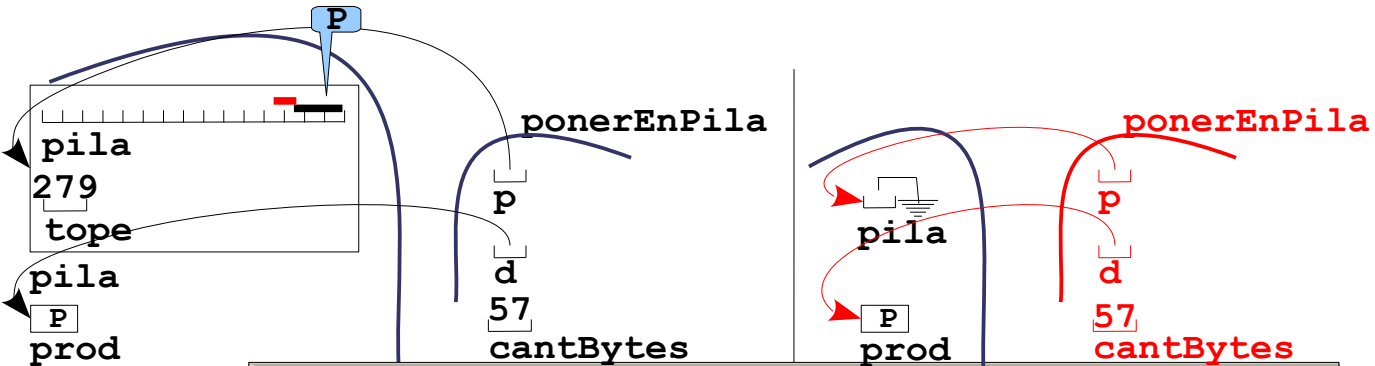 P
ponerEnPila
pila
279
tope
pila
P
prod
p
d
57
cantBytes
ponerEnPila
p
pila
d
P
prod
57
cantBytes